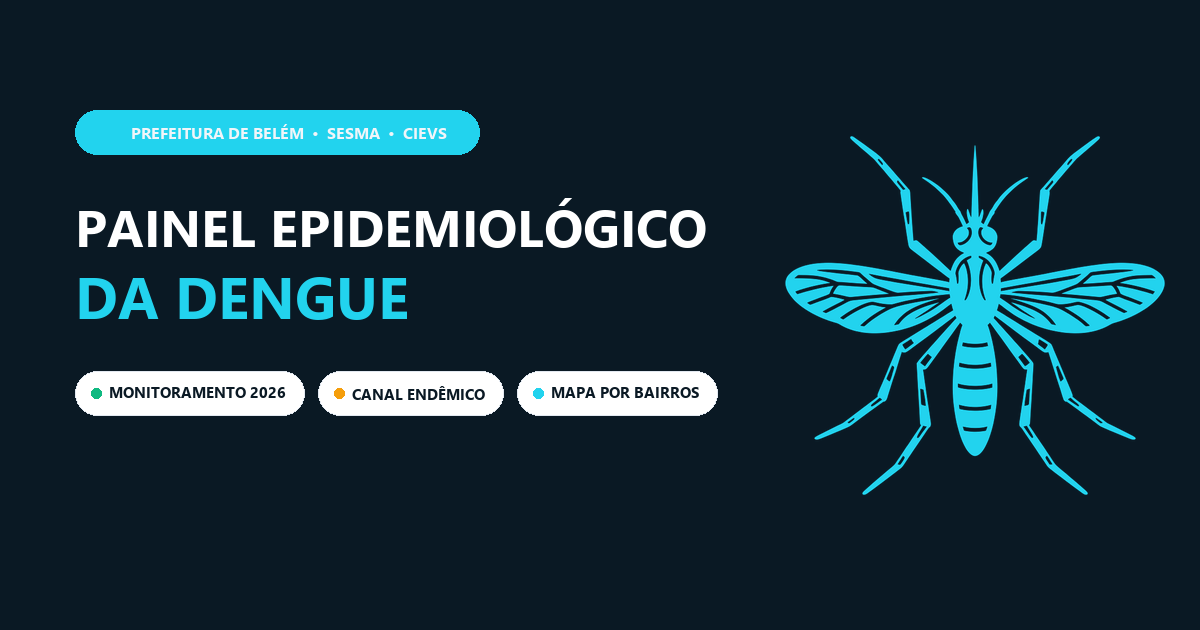 PREFEITURA DE BELÉM • SESMA • CIEVS
PAINEL EPIDEMIOLÓGICO
DA DENGUE
MONITORAMENTO 2026
CANAL ENDÊMICO
MAPA POR BAIRROS